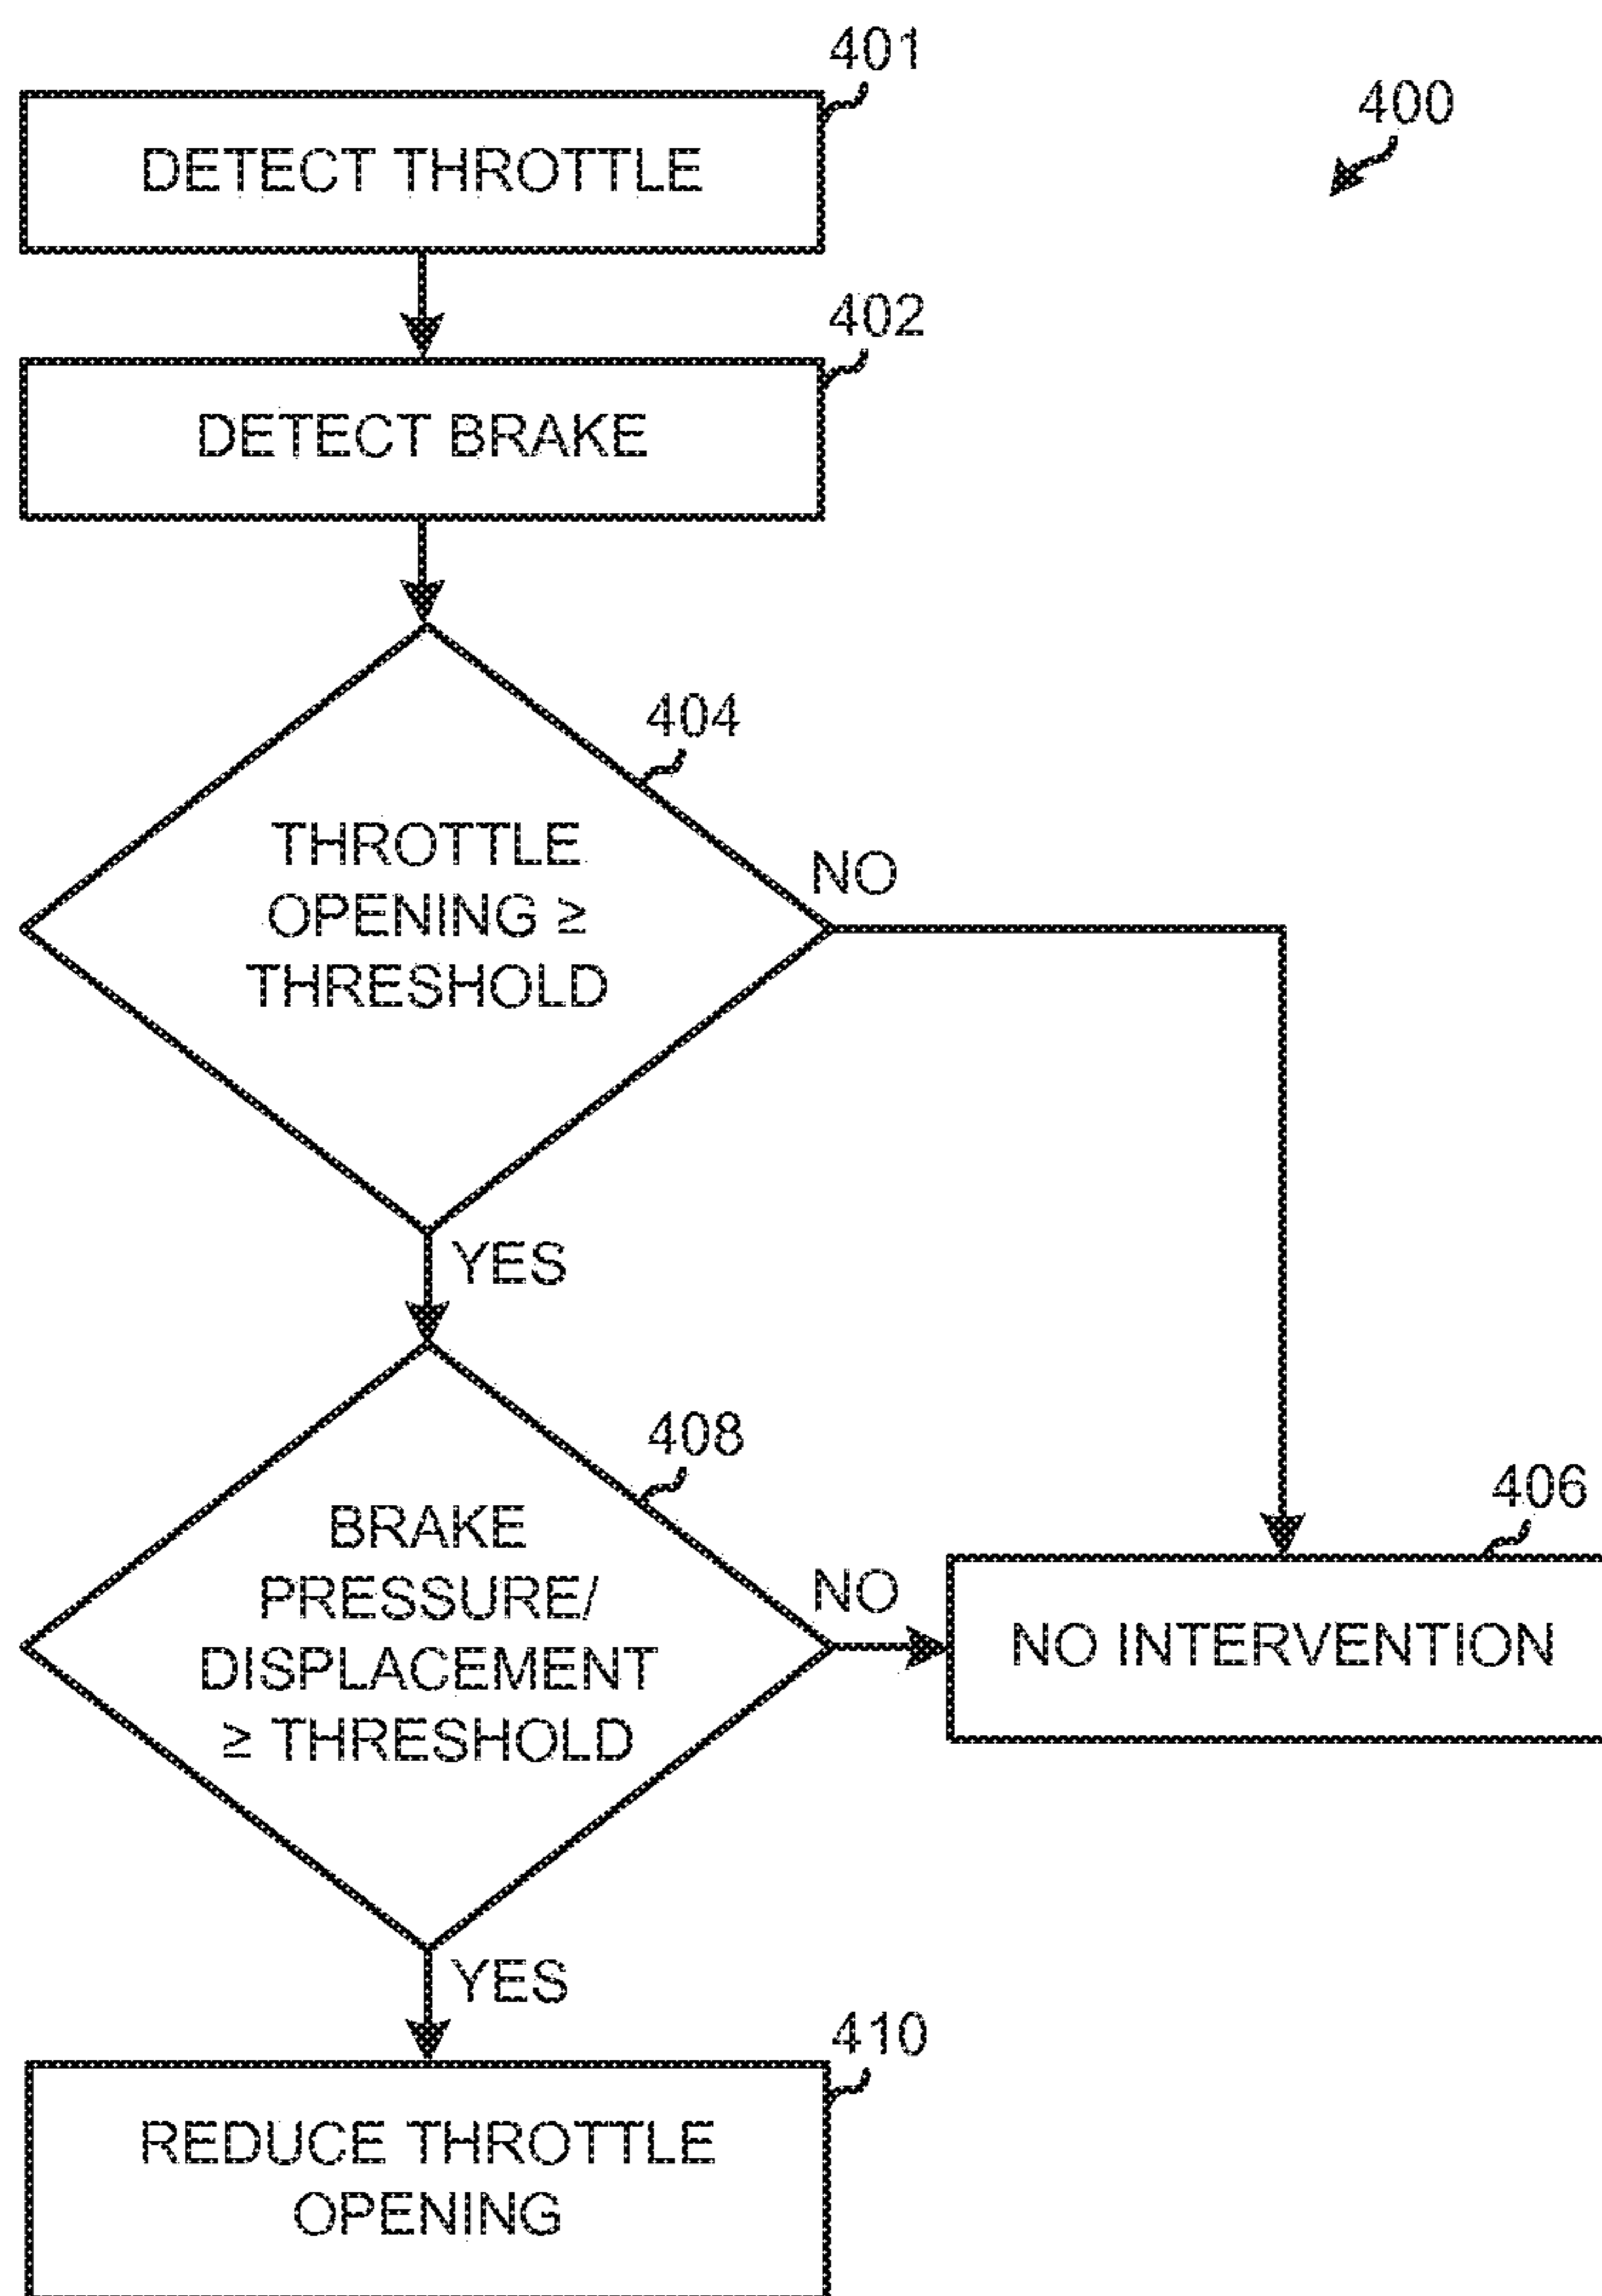 401
400
DETECT THROTTLE
402
DETECT BRAKE
404
THROTTLE
OPENING ≥
THRESHOLD
NO
YES
408
BRAKE
PRESSURE/
DISPLACEMENT
≥ THRESHOLD
NO
406
NO INTERVENTION
YES
410
REDUCE THROTTLE
OPENING